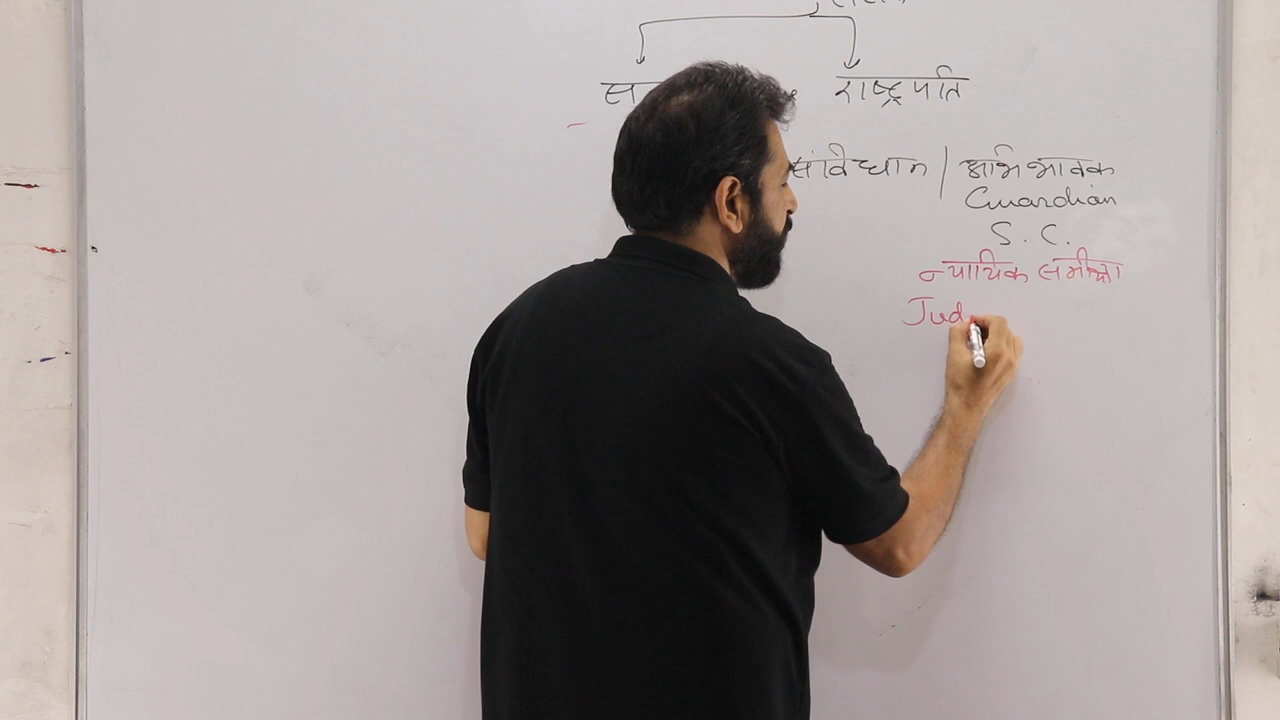 राष्ट्रपति
संविधान | अभिभावक
Guardian
S. C.
न्यायिक समीक्षा
Jud